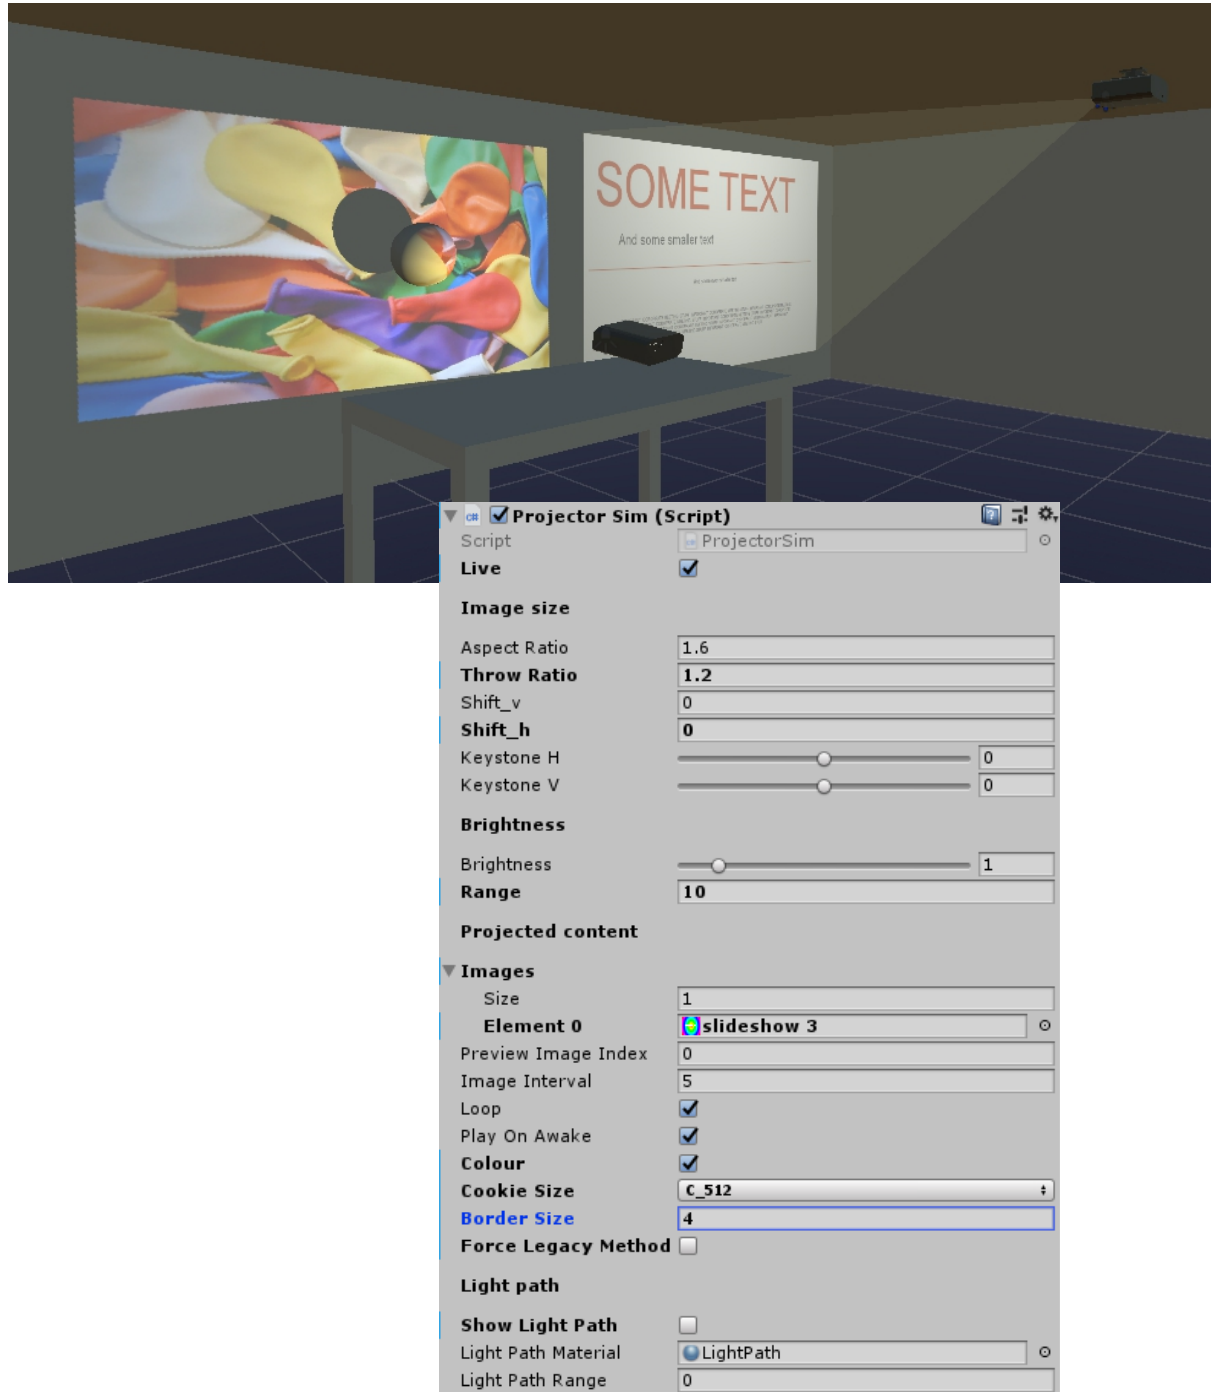 SOME TEXT
And some smaller text
Projector Sim (Script)
Script ProjectorSim
Live
Image size
Aspect Ratio 1.6
Throw Ratio 1.2
Shift_v 0
Shift_h 0
Keystone H 0
Keystone V 0
Brightness
Brightness 1
Range 10
Projected content
Images
Size 1
Element 0 slideshow 3
Preview Image Index 0
Image Interval 5
Loop
Play On Awake
Colour
Cookie Size C_512
Border Size 4
Force Legacy Method
Light path
Show Light Path
Light Path Material LightPath
Light Path Range 0